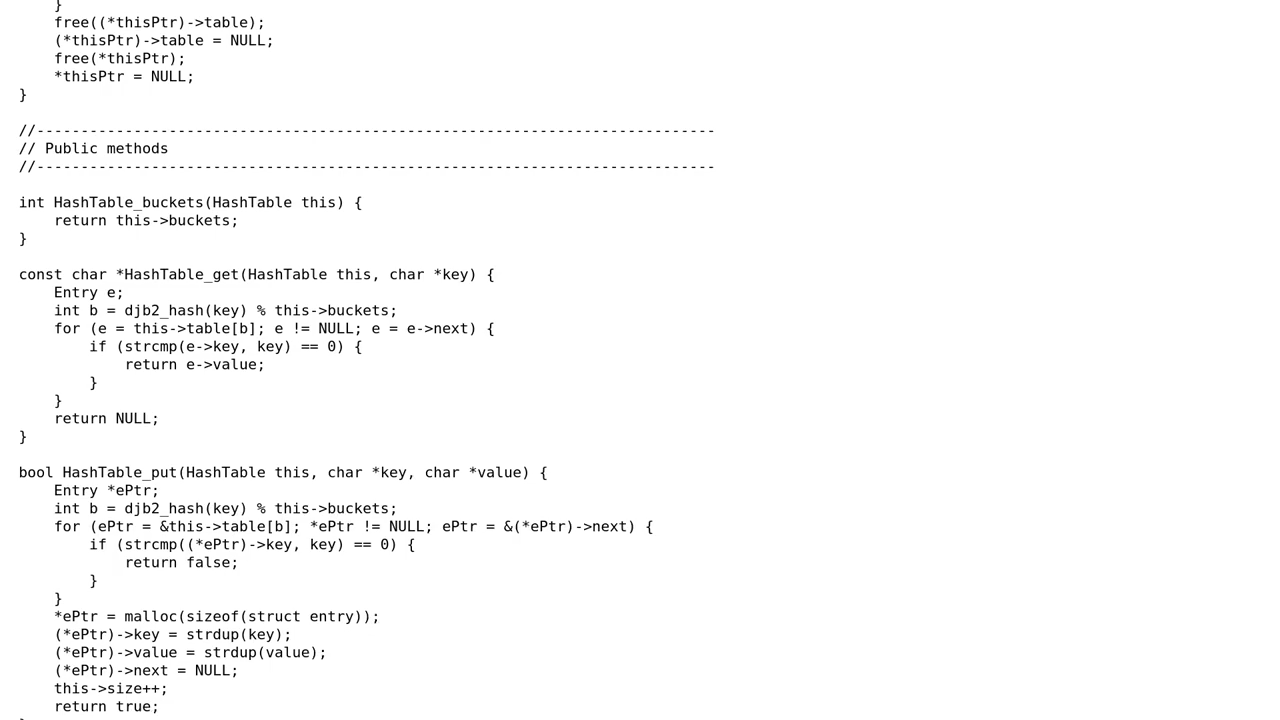 }
    free((*thisPtr)->table);
    (*thisPtr)->table = NULL;
    free(*thisPtr);
    *thisPtr = NULL;
}

//-----------------------------------------------------------------------------
// Public methods
//-----------------------------------------------------------------------------

int HashTable_buckets(HashTable this) {
    return this->buckets;
}

const char *HashTable_get(HashTable this, char *key) {
    Entry e;
    int b = djb2_hash(key) % this->buckets;
    for (e = this->table[b]; e != NULL; e = e->next) {
        if (strcmp(e->key, key) == 0) {
            return e->value;
        }
    }
    return NULL;
}

bool HashTable_put(HashTable this, char *key, char *value) {
    Entry *ePtr;
    int b = djb2_hash(key) % this->buckets;
    for (ePtr = &this->table[b]; *ePtr != NULL; ePtr = &(*ePtr)->next) {
        if (strcmp((*ePtr)->key, key) == 0) {
            return false;
        }
    }
    *ePtr = malloc(sizeof(struct entry));
    (*ePtr)->key = strdup(key);
    (*ePtr)->value = strdup(value);
    (*ePtr)->next = NULL;
    this->size++;
    return true;
}